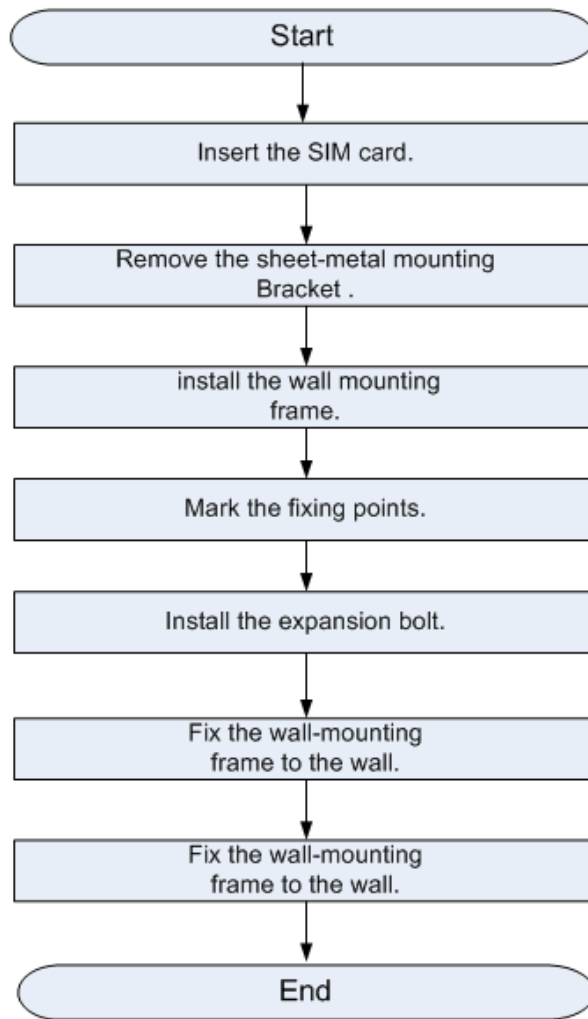 Start
Insert the SIM card.
Remove the sheet-metal mounting
Bracket .
install the wall mounting
frame.
Mark the fixing points.
Install the expansion bolt.
Fix the wall-mounting
frame to the wall.
Fix the wall-mounting
frame to the wall.
End